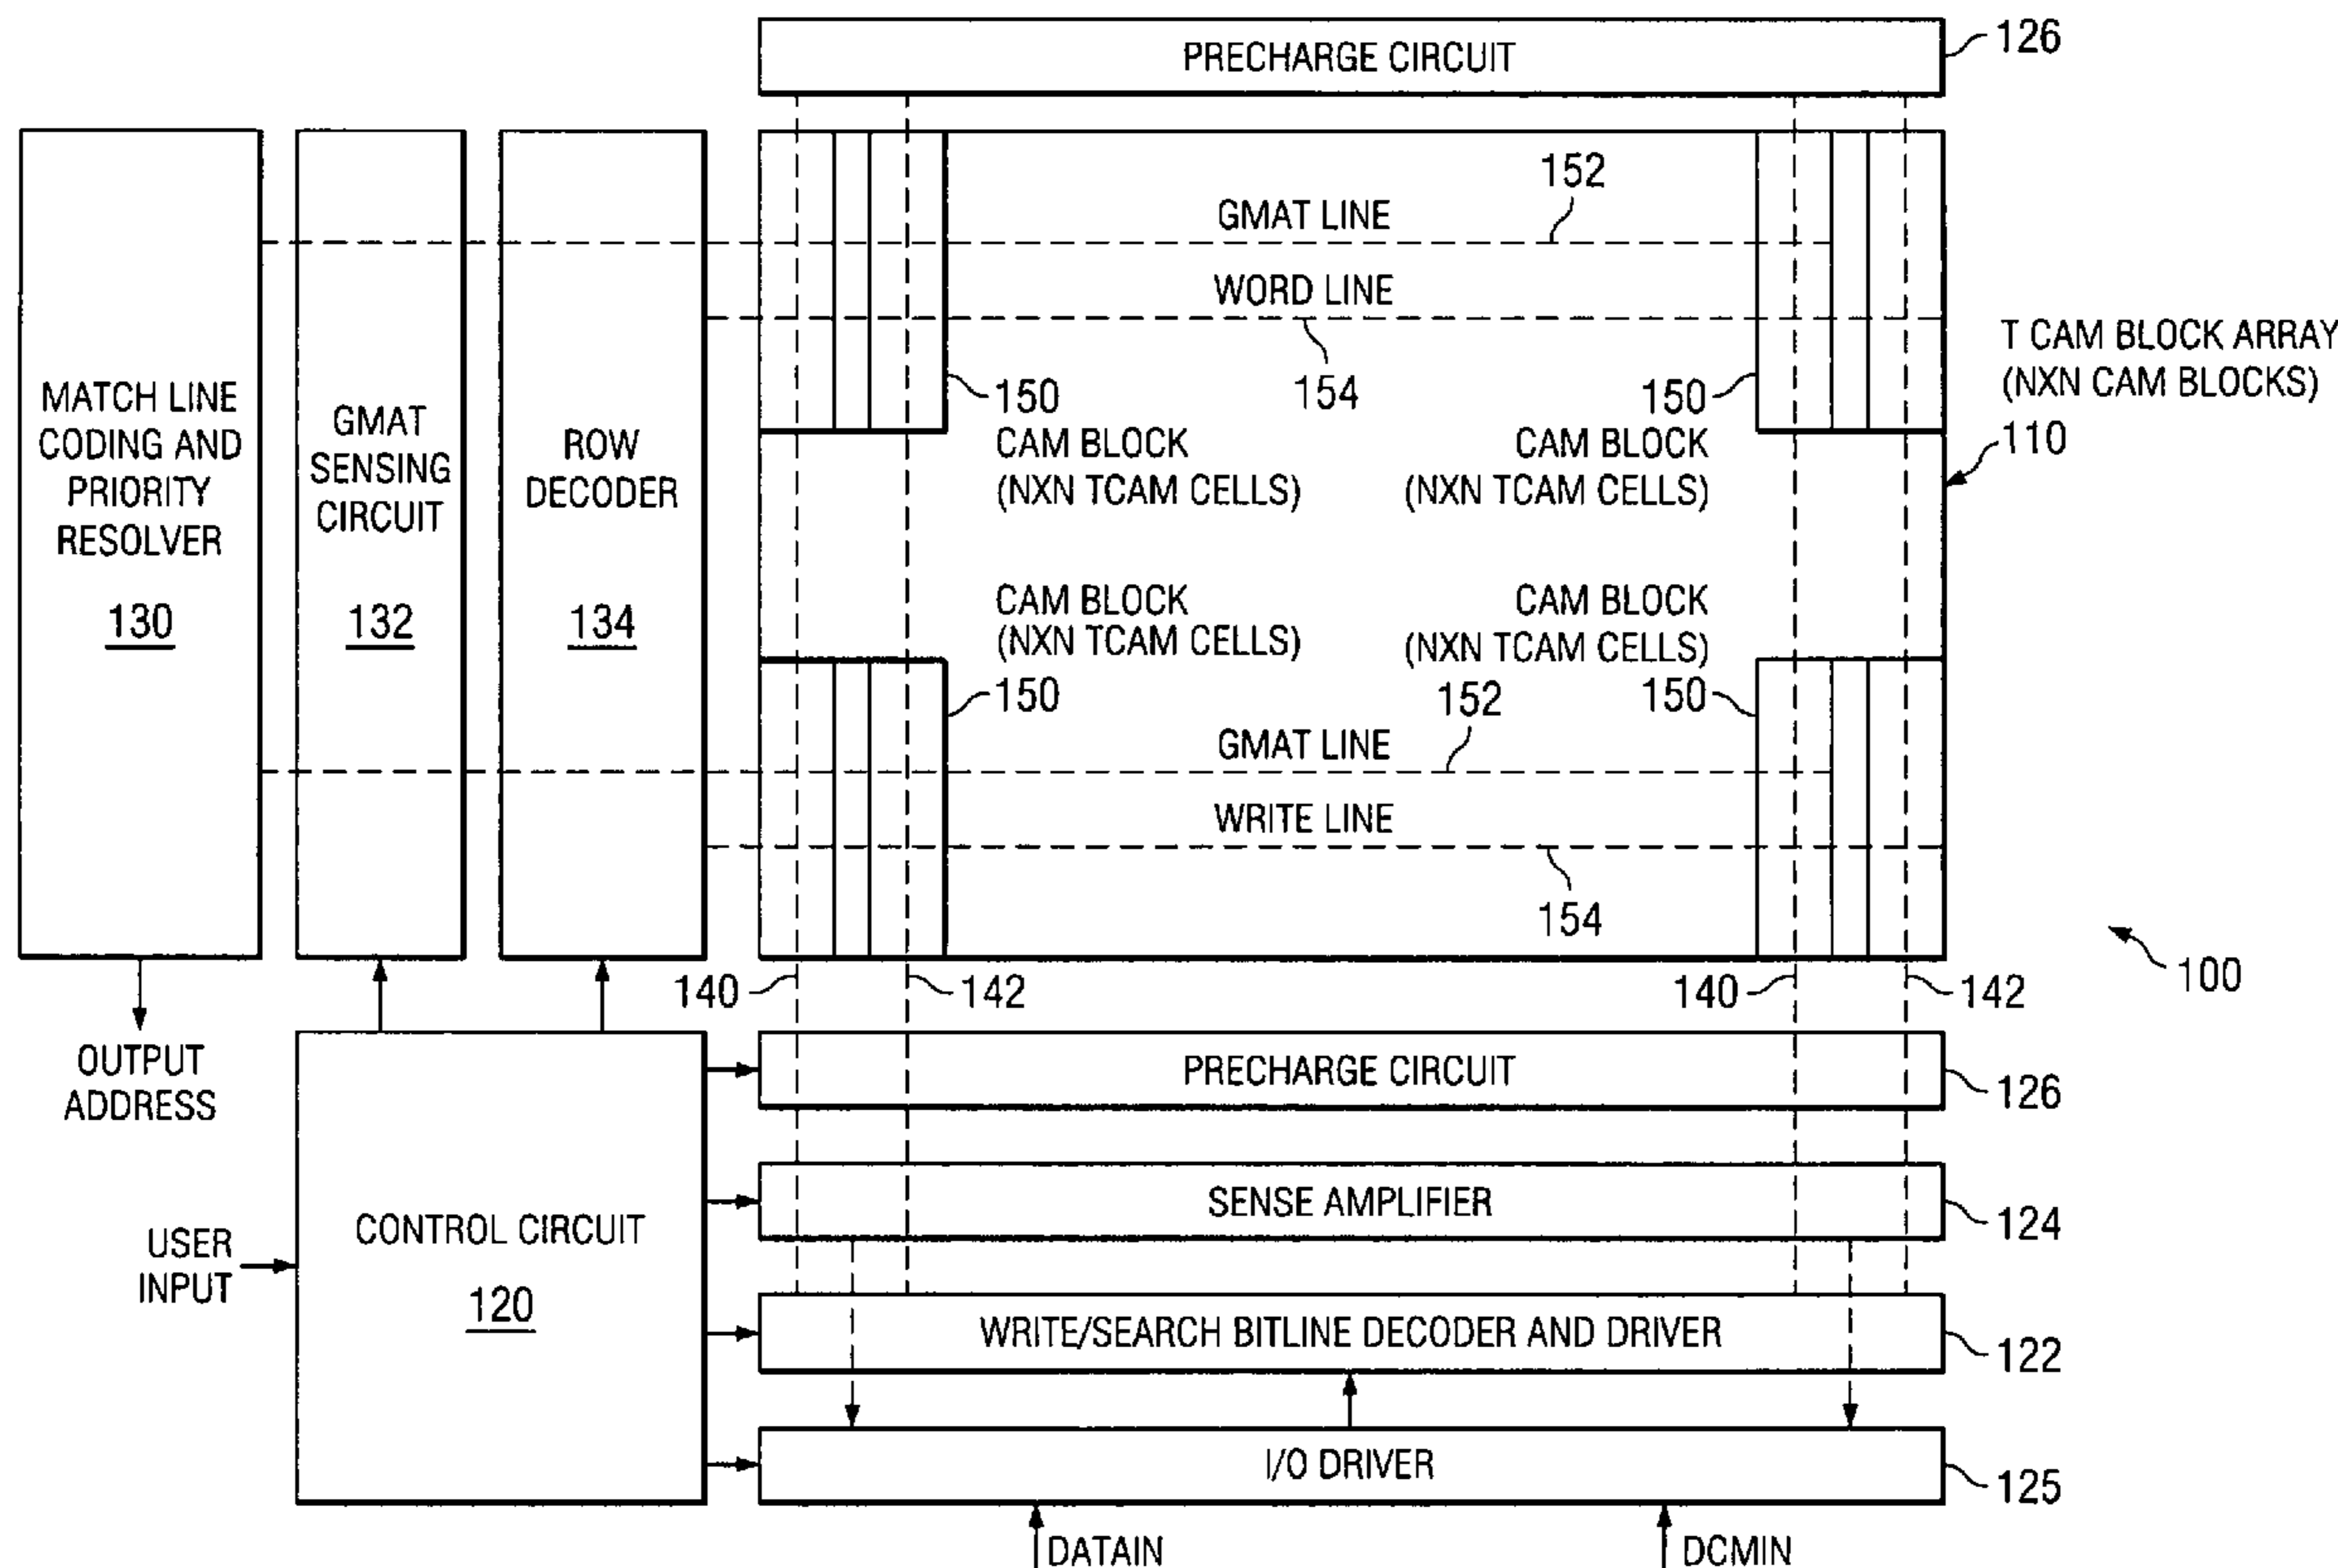 PRECHARGE CIRCUIT
126
MATCH LINE
CODING AND
PRIORITY
RESOLVER
130
GMAT
SENSING
CIRCUIT
132
ROW
DECODER
134
152
GMAT LINE
WORD LINE
154
150
CAM BLOCK
(NXN TCAM CELLS)
150
CAM BLOCK
(NXN TCAM CELLS)
T CAM BLOCK ARRAY
(NXN CAM BLOCKS)
110
CAM BLOCK
(NXN TCAM CELLS)
150
CAM BLOCK
(NXN TCAM CELLS)
150
152
GMAT LINE
WRITE LINE
154
140
142
140
142
100
OUTPUT
ADDRESS
PRECHARGE CIRCUIT
126
SENSE AMPLIFIER
124
USER
INPUT
CONTROL CIRCUIT
120
WRITE/SEARCH BITLINE DECODER AND DRIVER
122
I/O DRIVER
125
DATAIN
DCMIN